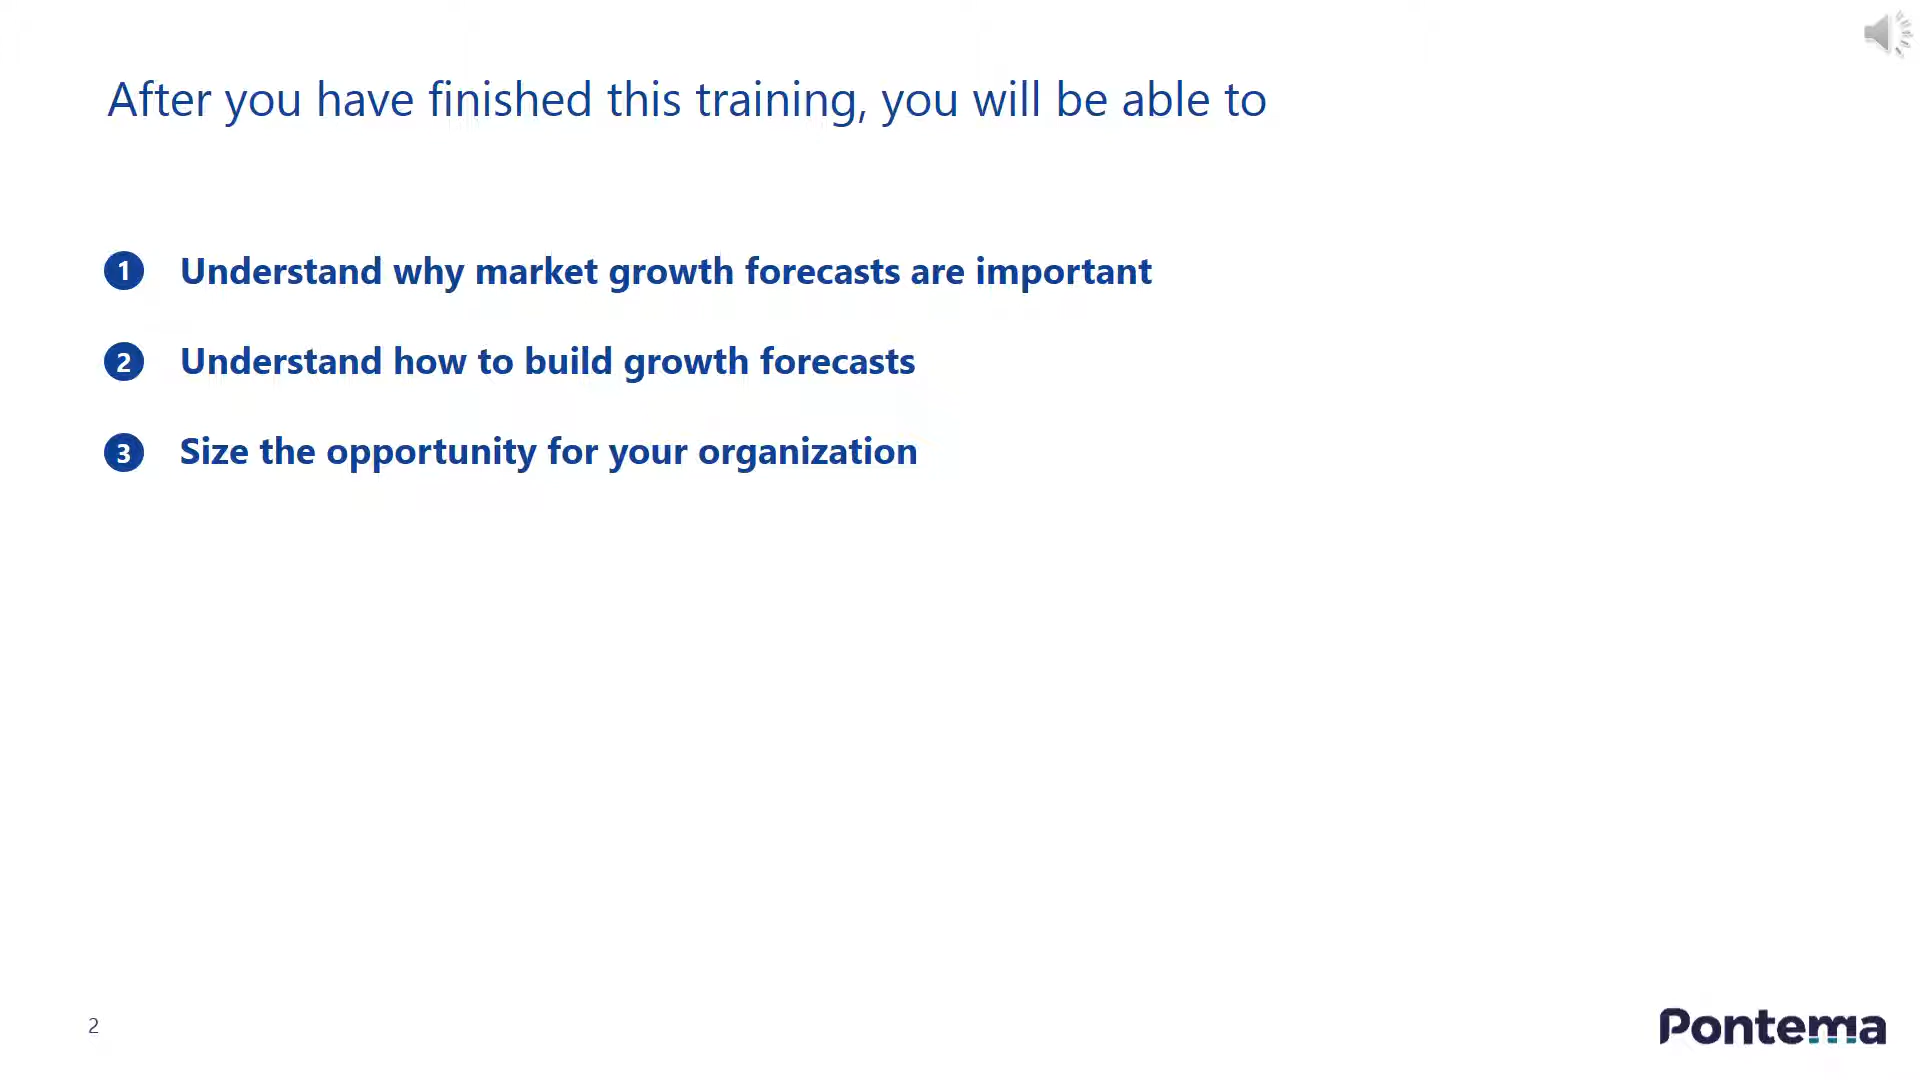 After you have finished this training, you will be able to
1 Understand why market growth forecasts are important
2 Understand how to build growth forecasts
3 Size the opportunity for your organization
2
Pontema